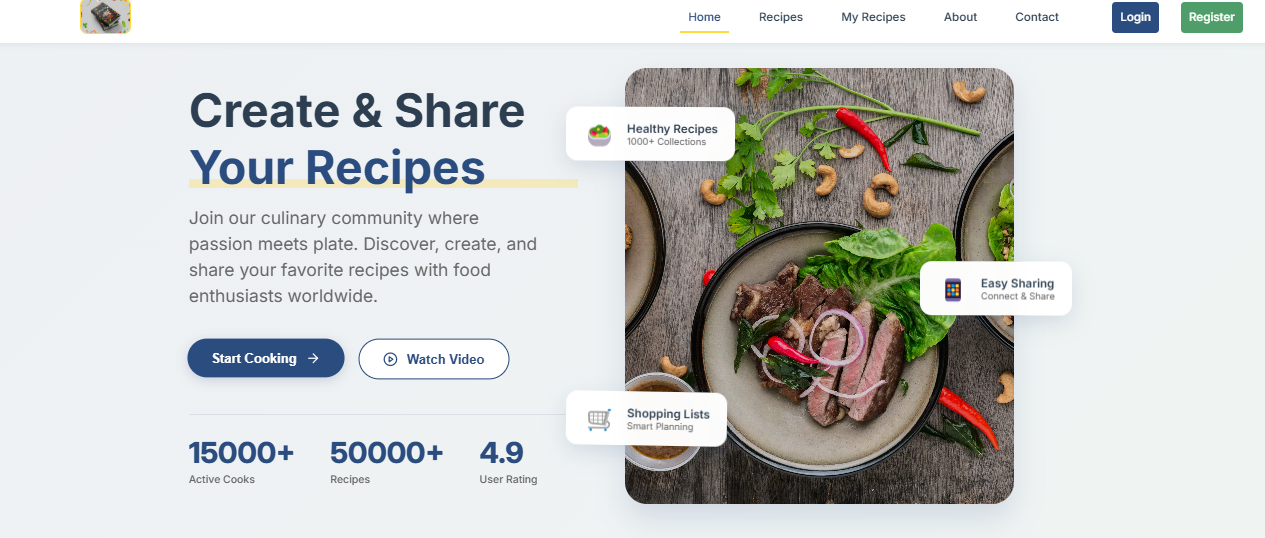 Home Recipes My Recipes About Contact Login Register
Create & Share
Your Recipes
Join our culinary community where
passion meets plate. Discover, create, and
share your favorite recipes with food
enthusiasts worldwide.
Start Cooking → Watch Video
15000+ 50000+ 4.9
Active Cooks Recipes User Rating
Healthy Recipes
1000+ Collections
Easy Sharing
Connect & Share
Shopping Lists
Smart Planning